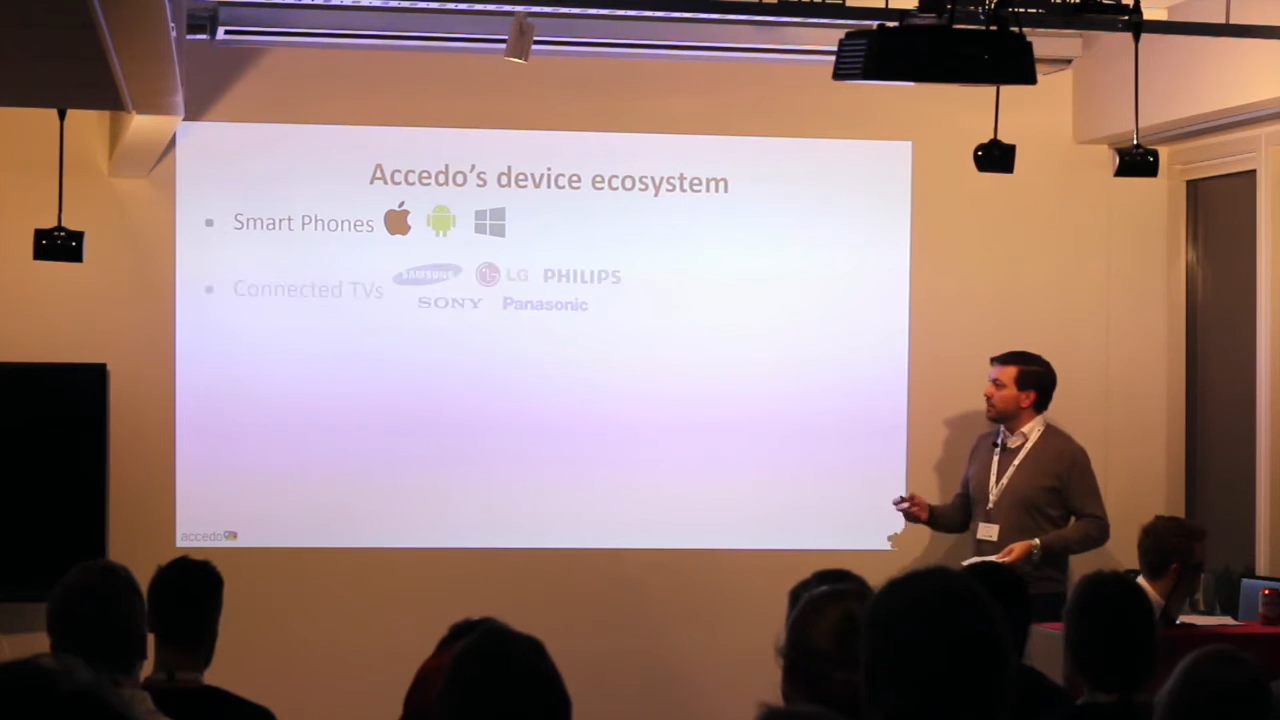 Accedo's device ecosystem
▪ Smart Phones
▪ Connected TVs
SAMSUNG LG PHILIPS
SONY Panasonic
accedo